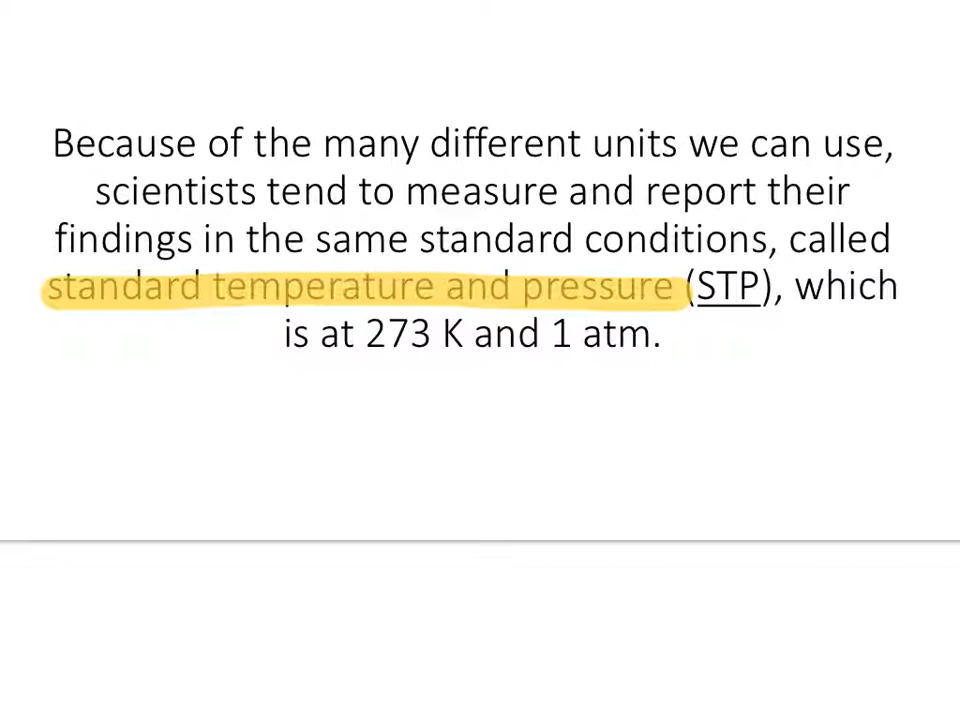 Because of the many different units we can use,
scientists tend to measure and report their
findings in the same standard conditions, called
standard temperature and pressure (STP), which
is at 273 K and 1 atm.